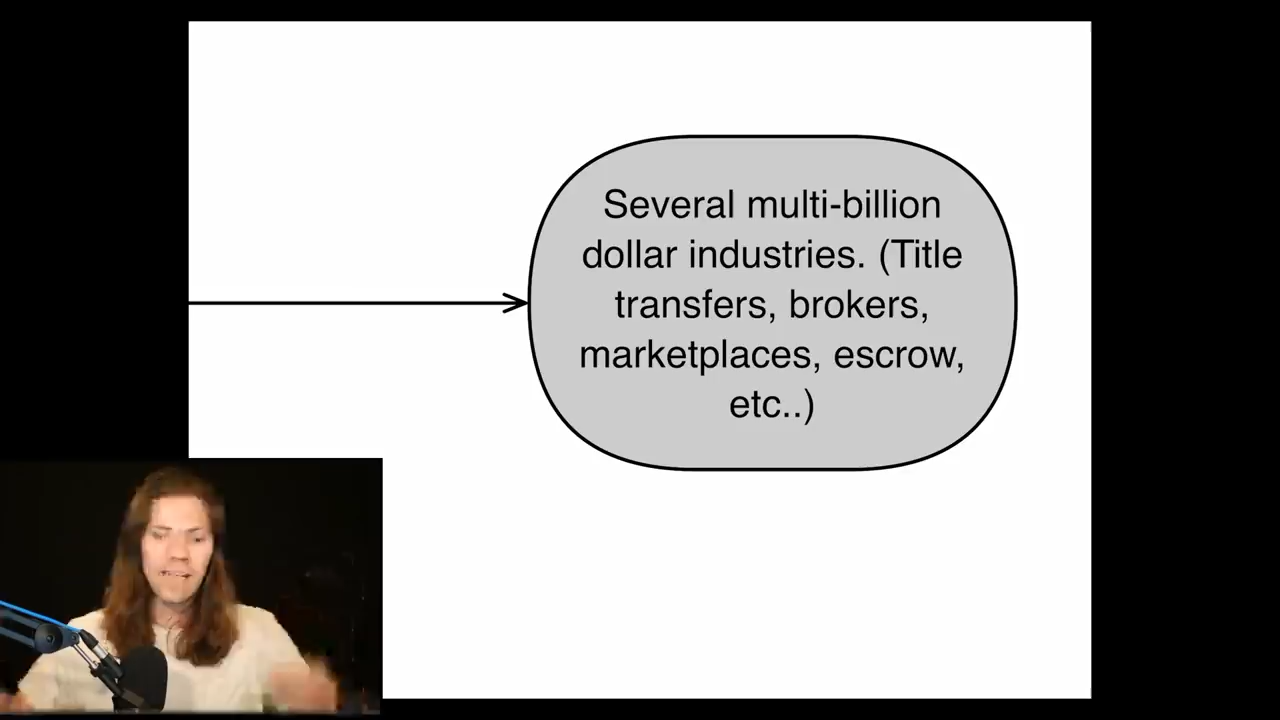 Several multi-billion
dollar industries. (Title
transfers, brokers,
marketplaces, escrow,
etc..)